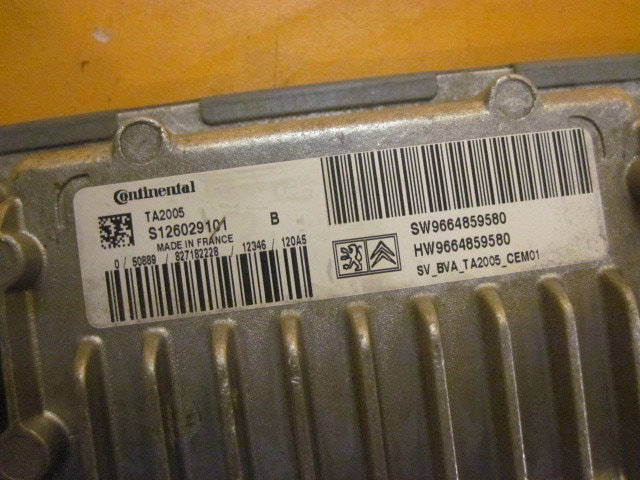 Continental
TA2005
S126029101 B
MADE IN FRANCE
0 / 50889 / 827182228 / 12346 / 120A5
SW9664859580
HW9664859580
SV_BVA_TA2005_CEM01